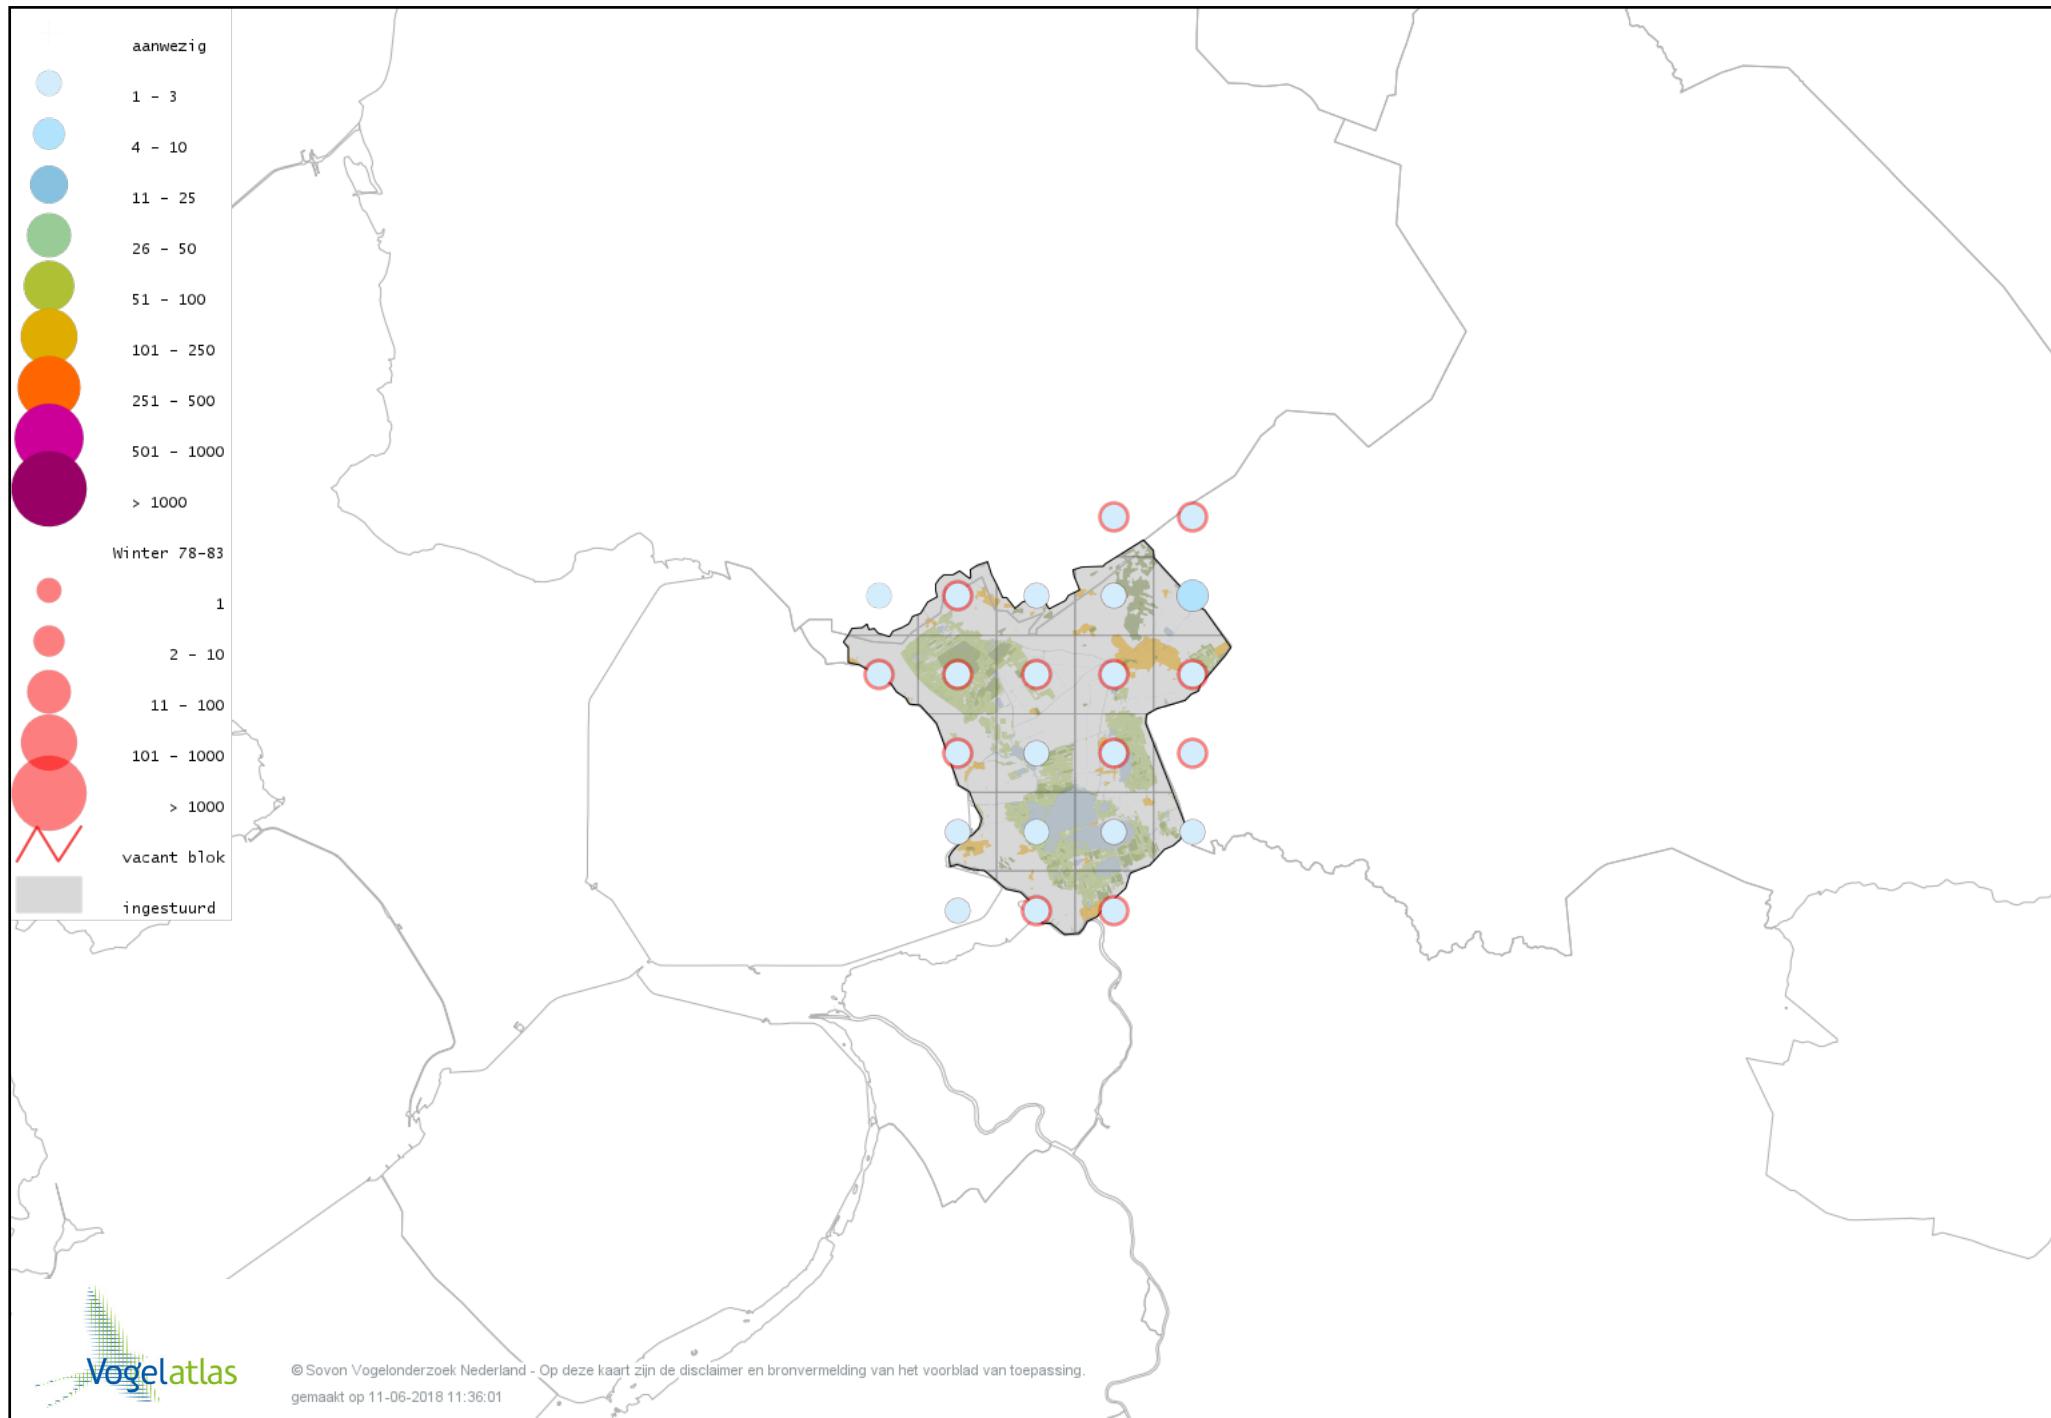 aanwezig
1 - 3
4 - 10
11 - 25
26 - 50
51 - 100
101 - 250
251 - 500
501 - 1000
> 1000
Winter 78-83
1
2 - 10
11 - 100
101 - 1000
> 1000
vacant blok
ingestuurd
Vogelatlas
© Sovon Vogelonderzoek Nederland - Op deze kaart zijn de disclaimer en bronvermelding van het voorblad van toepassing.
gemaakt op 11-06-2018 11:36:01